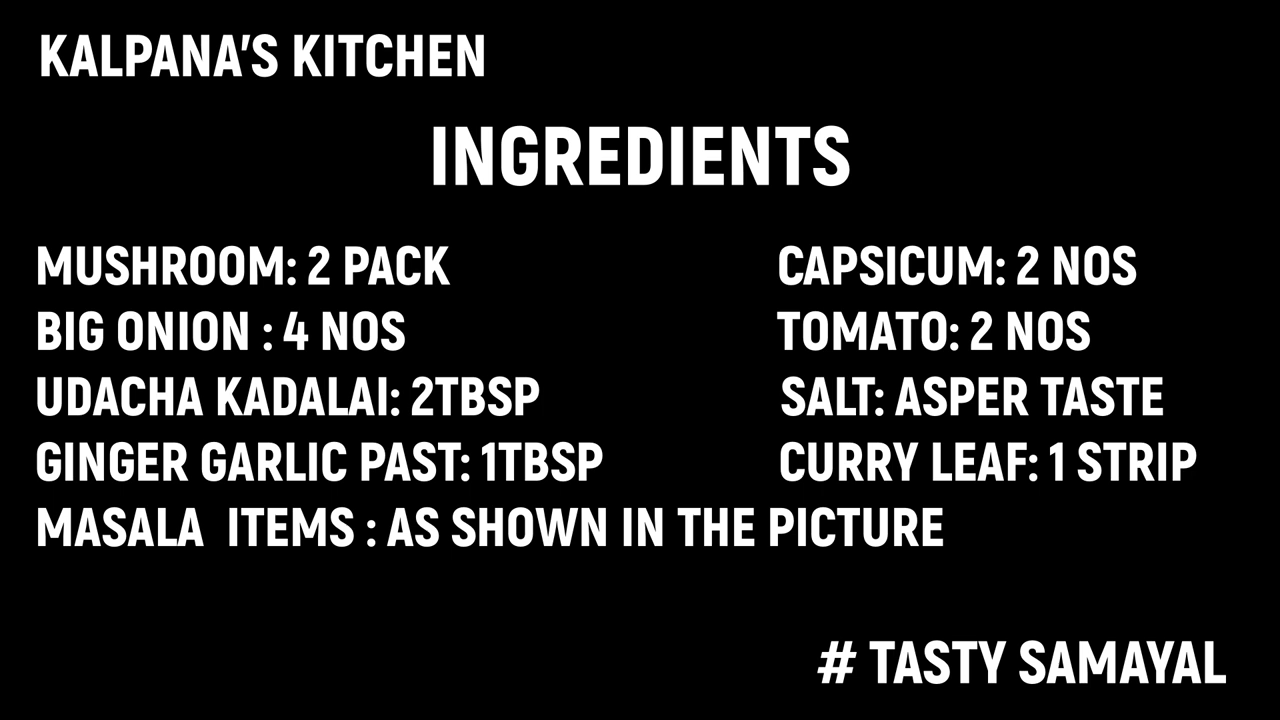 KALPANA'S KITCHEN
INGREDIENTS
MUSHROOM: 2 PACK
BIG ONION : 4 NOS
UDACHA KADALAI: 2TBSP
GINGER GARLIC PAST: 1TBSP
MASALA ITEMS : AS SHOWN IN THE PICTURE
CAPSICUM: 2 NOS
TOMATO: 2 NOS
SALT: ASPER TASTE
CURRY LEAF: 1 STRIP
# TASTY SAMAYAL